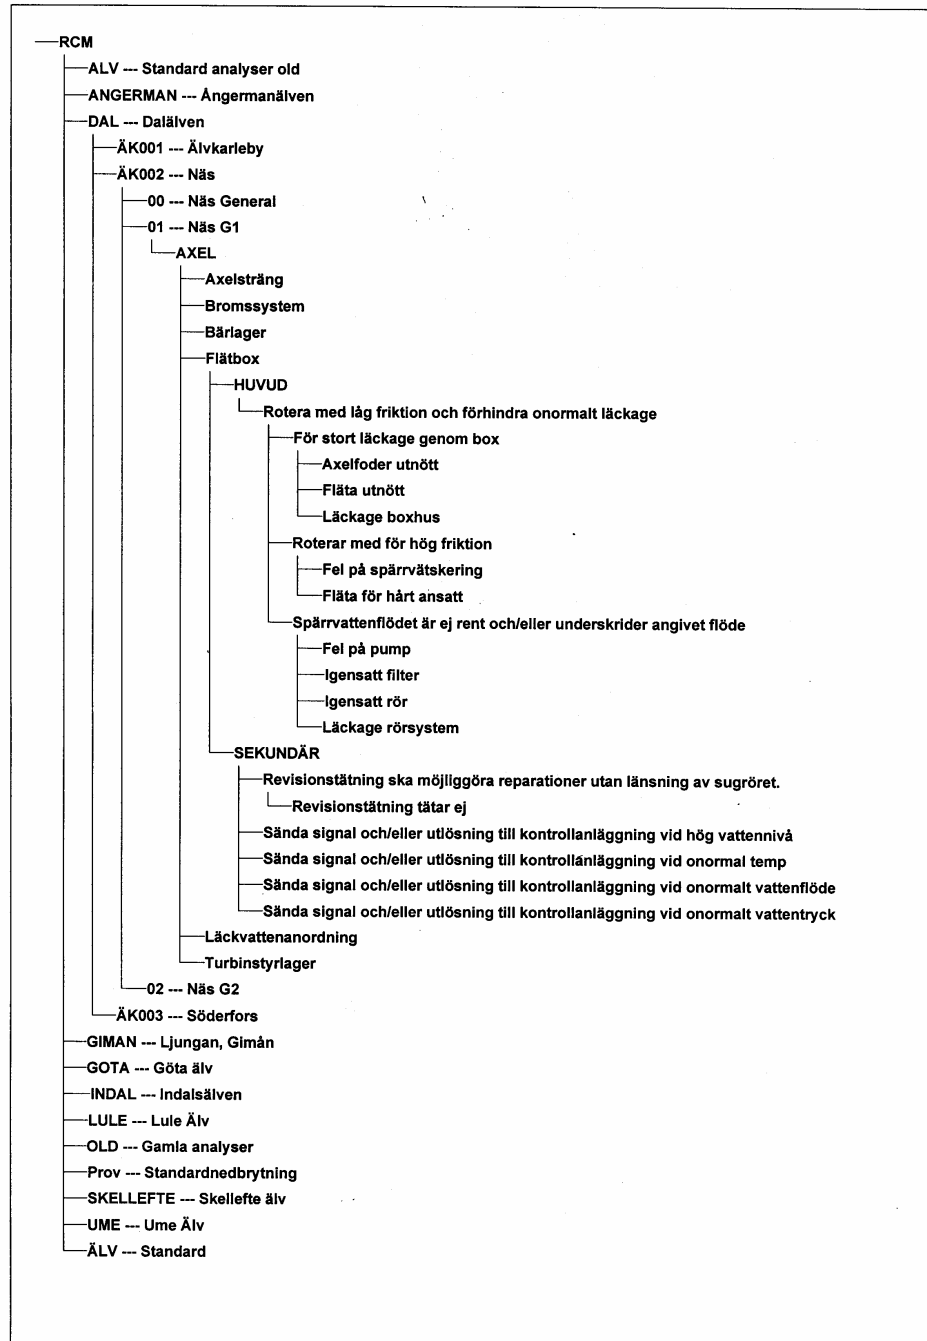 RCM
ALV --- Standard analyser old
ANGERMAN --- Ångermanälven
DAL --- Dalälven
ÄK001 --- Älvkarleby
ÄK002 --- Näs
00 --- Näs General
01 --- Näs G1
AXEL
Axelsträng
Bromssystem
Bärlager
Flätbox
HUVUD
Rotera med låg friktion och förhindra onormalt läckage
För stort läckage genom box
Axelfoder utnött
Fläta utnött
Läckage boxhus
Roterar med för hög friktion
Fel på spärrvätskering
Fläta för hårt ansatt
Spärrvattenflödet är ej rent och/eller underskrider angivet flöde
Fel på pump
Igensatt filter
Igensatt rör
Läckage rörsystem
SEKUNDÄR
Revisionstätning ska möjliggöra reparationer utan länsning av sugröret.
Revisionstätning tätar ej
Sända signal och/eller utlösning till kontrollanläggning vid hög vattennivå
Sända signal och/eller utlösning till kontrollanläggning vid onormal temp
Sända signal och/eller utlösning till kontrollanläggning vid onormalt vattenflöde
Sända signal och/eller utlösning till kontrollanläggning vid onormalt vattentryck
Läckvattenanordning
Turbinstyrlager
02 --- Näs G2
ÄK003 --- Söderfors
GIMAN --- Ljungan, Gimån
GOTA --- Göta älv
INDAL --- Indalsälven
LULE --- Lule Älv
OLD --- Gamla analyser
Prov --- Standardnedbrytning
SKELLEFTE --- Skellefte älv
UME --- Ume Älv
ÄLV --- Standard